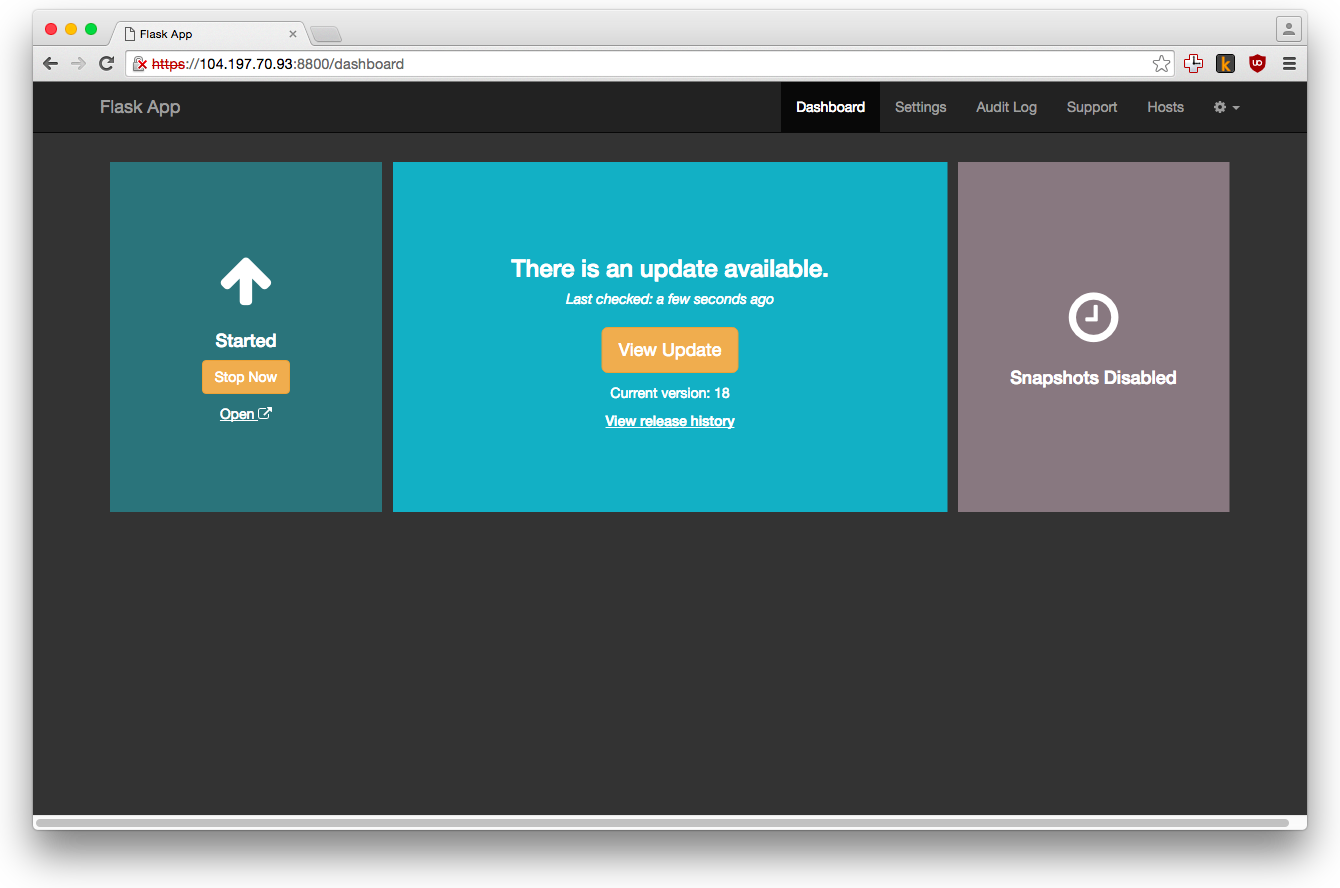 Flask App
https://104.197.70.93:8800/dashboard
Flask App
Dashboard
Settings
Audit Log
Support
Hosts
Started
Stop Now
Open
There is an update available.
Last checked: a few seconds ago
View Update
Current version: 18
View release history
Snapshots Disabled